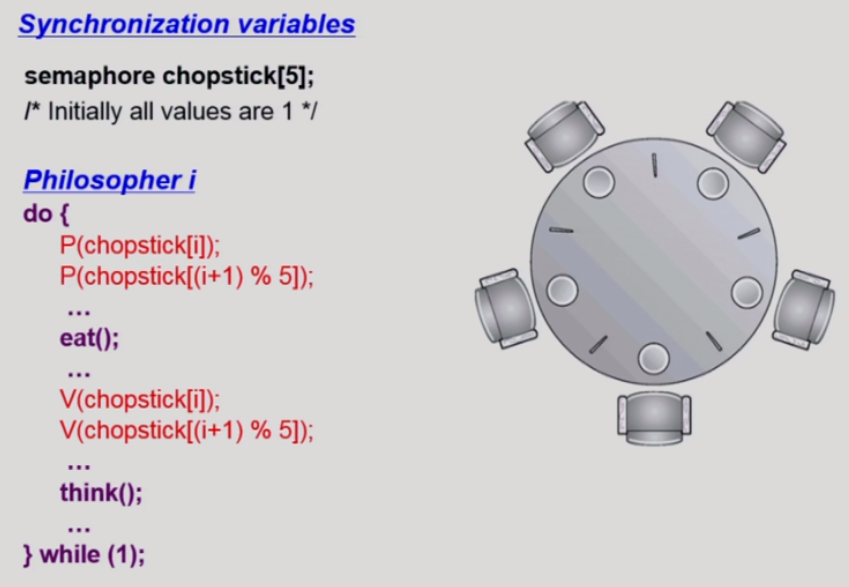 Synchronization variables
semaphore chopstick[5];
/* Initially all values are 1 */
Philosopher i
do {
P(chopstick[i]);
P(chopstick[(i+1) % 5]);
...
eat();
...
V(chopstick[i]);
V(chopstick[(i+1) % 5]);
...
think();
...
} while (1);